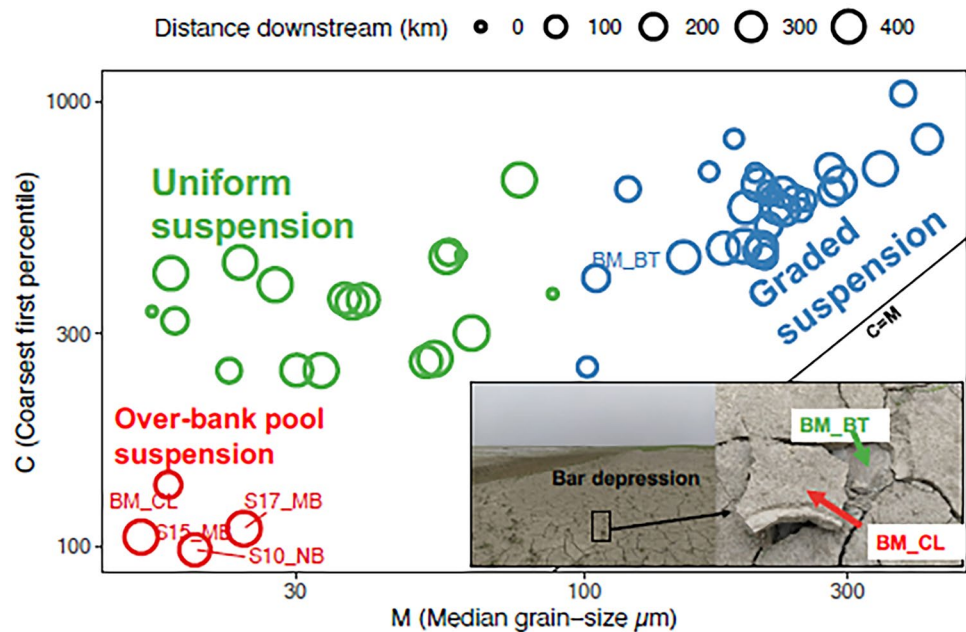 Distance downstream (km) 0 100 200 300 400
C (Coarsest first percentile)
1000
300
100
Uniform
suspension
BM_BT
Graded
suspension
C=M
Over-bank pool
suspension
BM_CL
S17_MB
S15_MB
S10_NB
Bar depression
BM_BT
BM_CL
30
100
300
M (Median grain–size μm)